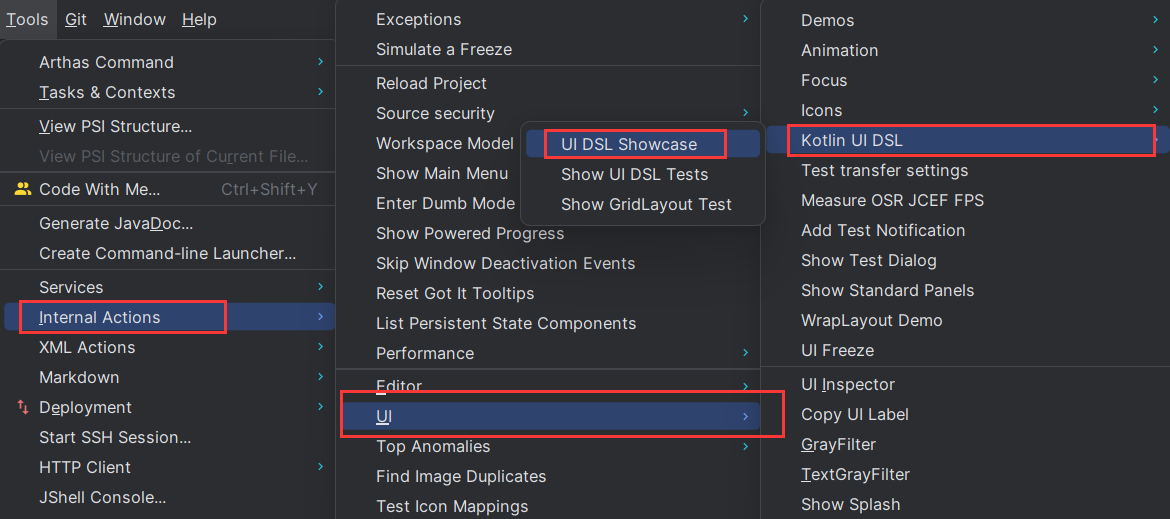 Tools Git Window Help
Arthas Command
Tasks & Contexts
View PSI Structure...
View PSI Structure of Current File...
Code With Me... Ctrl+Shift+Y
Generate JavaDoc...
Create Command-line Launcher...
Services
Internal Actions
XML Actions
Markdown
Deployment
Start SSH Session...
HTTP Client
JShell Console...
Exceptions
Simulate a Freeze
Reload Project
Source security
Workspace Model
Show Main Menu
Enter Dumb Mode
Show Powered Progress
Skip Window Deactivation Events
Reset Got It Tooltips
List Persistent State Components
Performance
Editor
UI
Top Anomalies
Find Image Duplicates
Test Icon Mappings
UI DSL Showcase
Show UI DSL Tests
Show GridLayout Test
Demos
Animation
Focus
Icons
Kotlin UI DSL
Test transfer settings
Measure OSR JCEF FPS
Add Test Notification
Show Test Dialog
Show Standard Panels
WrapLayout Demo
UI Freeze
UI Inspector
Copy UI Label
GrayFilter
TextGrayFilter
Show Splash